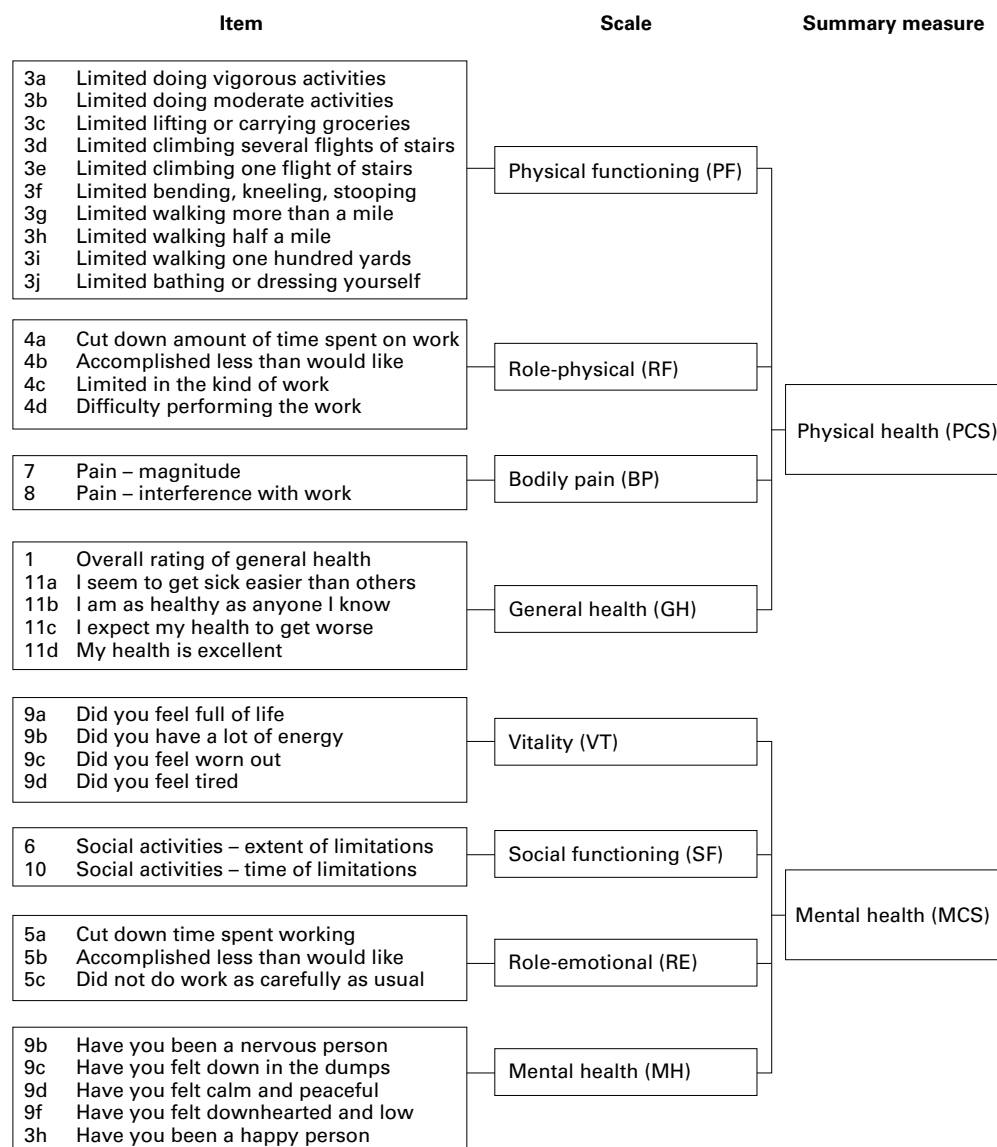 Item Scale Summary measure
3a Limited doing vigorous activities
3b Limited doing moderate activities
3c Limited lifting or carrying groceries
3d Limited climbing several flights of stairs
3e Limited climbing one flight of stairs
3f Limited bending, kneeling, stooping
3g Limited walking more than a mile
3h Limited walking half a mile
3i Limited walking one hundred yards
3j Limited bathing or dressing yourself
Physical functioning (PF)
4a Cut down amount of time spent on work
4b Accomplished less than would like
4c Limited in the kind of work
4d Difficulty performing the work
Role-physical (RF)
7 Pain – magnitude
8 Pain – interference with work
Bodily pain (BP)
1 Overall rating of general health
11a I seem to get sick easier than others
11b I am as healthy as anyone I know
11c I expect my health to get worse
11d My health is excellent
General health (GH)
Physical health (PCS)
9a Did you feel full of life
9b Did you have a lot of energy
9c Did you feel worn out
9d Did you feel tired
Vitality (VT)
6 Social activities – extent of limitations
10 Social activities – time of limitations
Social functioning (SF)
5a Cut down time spent working
5b Accomplished less than would like
5c Did not do work as carefully as usual
Role-emotional (RE)
9b Have you been a nervous person
9c Have you felt down in the dumps
9d Have you felt calm and peaceful
9f Have you felt downhearted and low
3h Have you been a happy person
Mental health (MH)
Mental health (MCS)